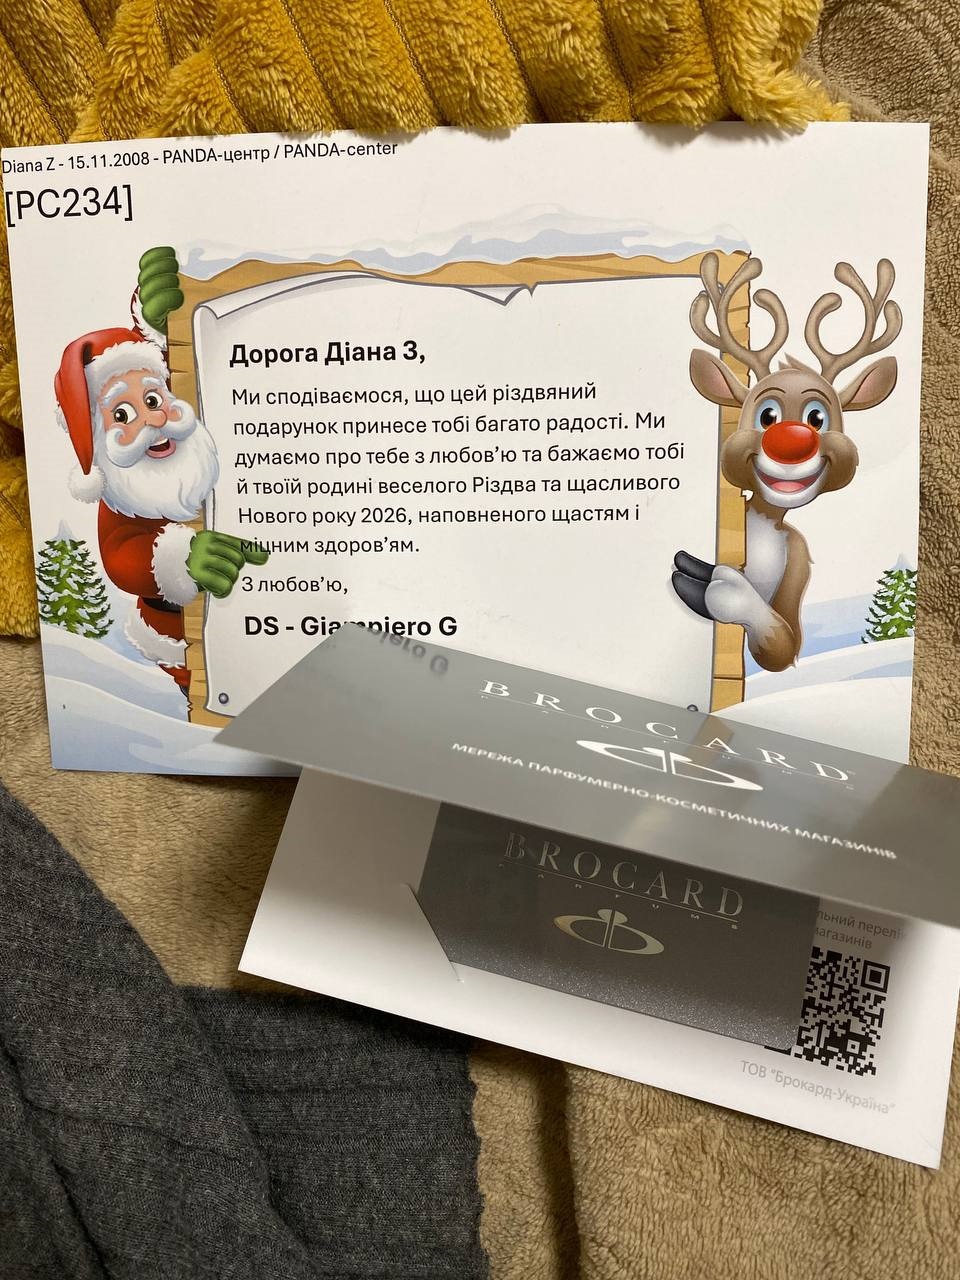 Diana Z - 15.11.2008 - PANDA-центр / PANDA-center
[PC234]
Дорога Діана З,
Ми сподіваємося, що цей різдвяний
подарунок принесе тобі багато радості. Ми
думаємо про тебе з любов’ю та бажаємо тобі
й твоїй родині веселого Різдва та щасливого
Нового року 2026, наповненого щастям і
міцним здоров’ям.
З любов’ю,
DS - Giampiero G
BROCARD
МЕРЕЖА ПАРФУМЕРНО-КОСМЕТИЧНИХ МАГАЗИНІВ
BROCARD
PARFUMS
магазинів
ТОВ "Брокард-Україна"